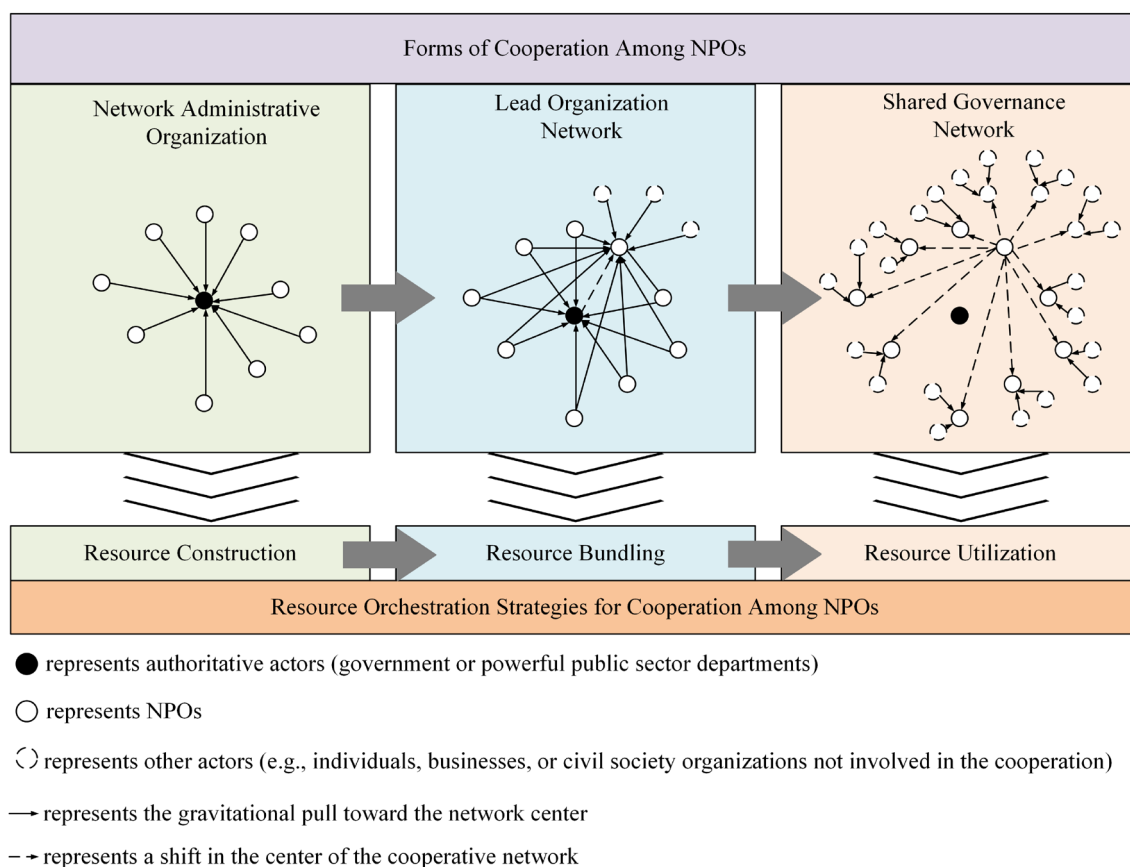 Forms of Cooperation Among NPOs
Network Administrative
Organization
Lead Organization
Network
Shared Governance
Network
Resource Construction
Resource Bundling
Resource Utilization
Resource Orchestration Strategies for Cooperation Among NPOs
represents authoritative actors (government or powerful public sector departments)
represents NPOs
represents other actors (e.g., individuals, businesses, or civil society organizations not involved in the cooperation)
represents the gravitational pull toward the network center
represents a shift in the center of the cooperative network